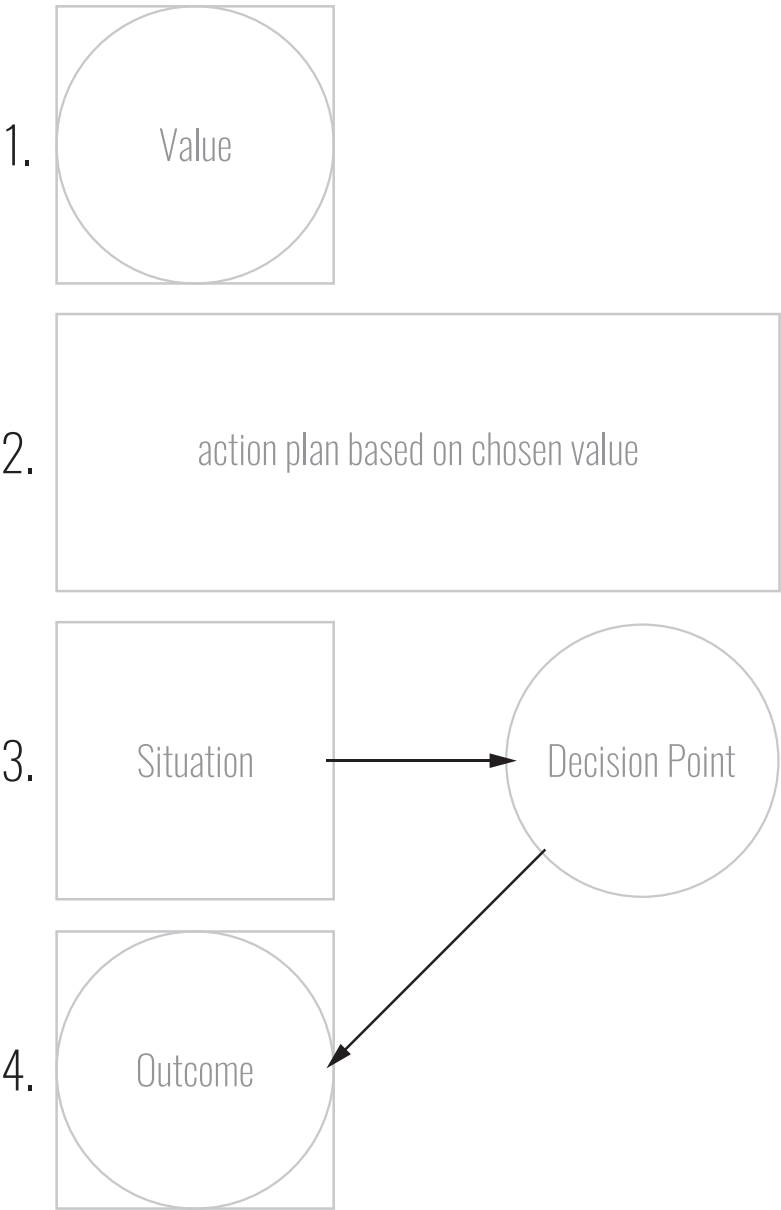 1.
Value
2.
action plan based on chosen value
3.
Situation
Decision Point
4.
Outcome